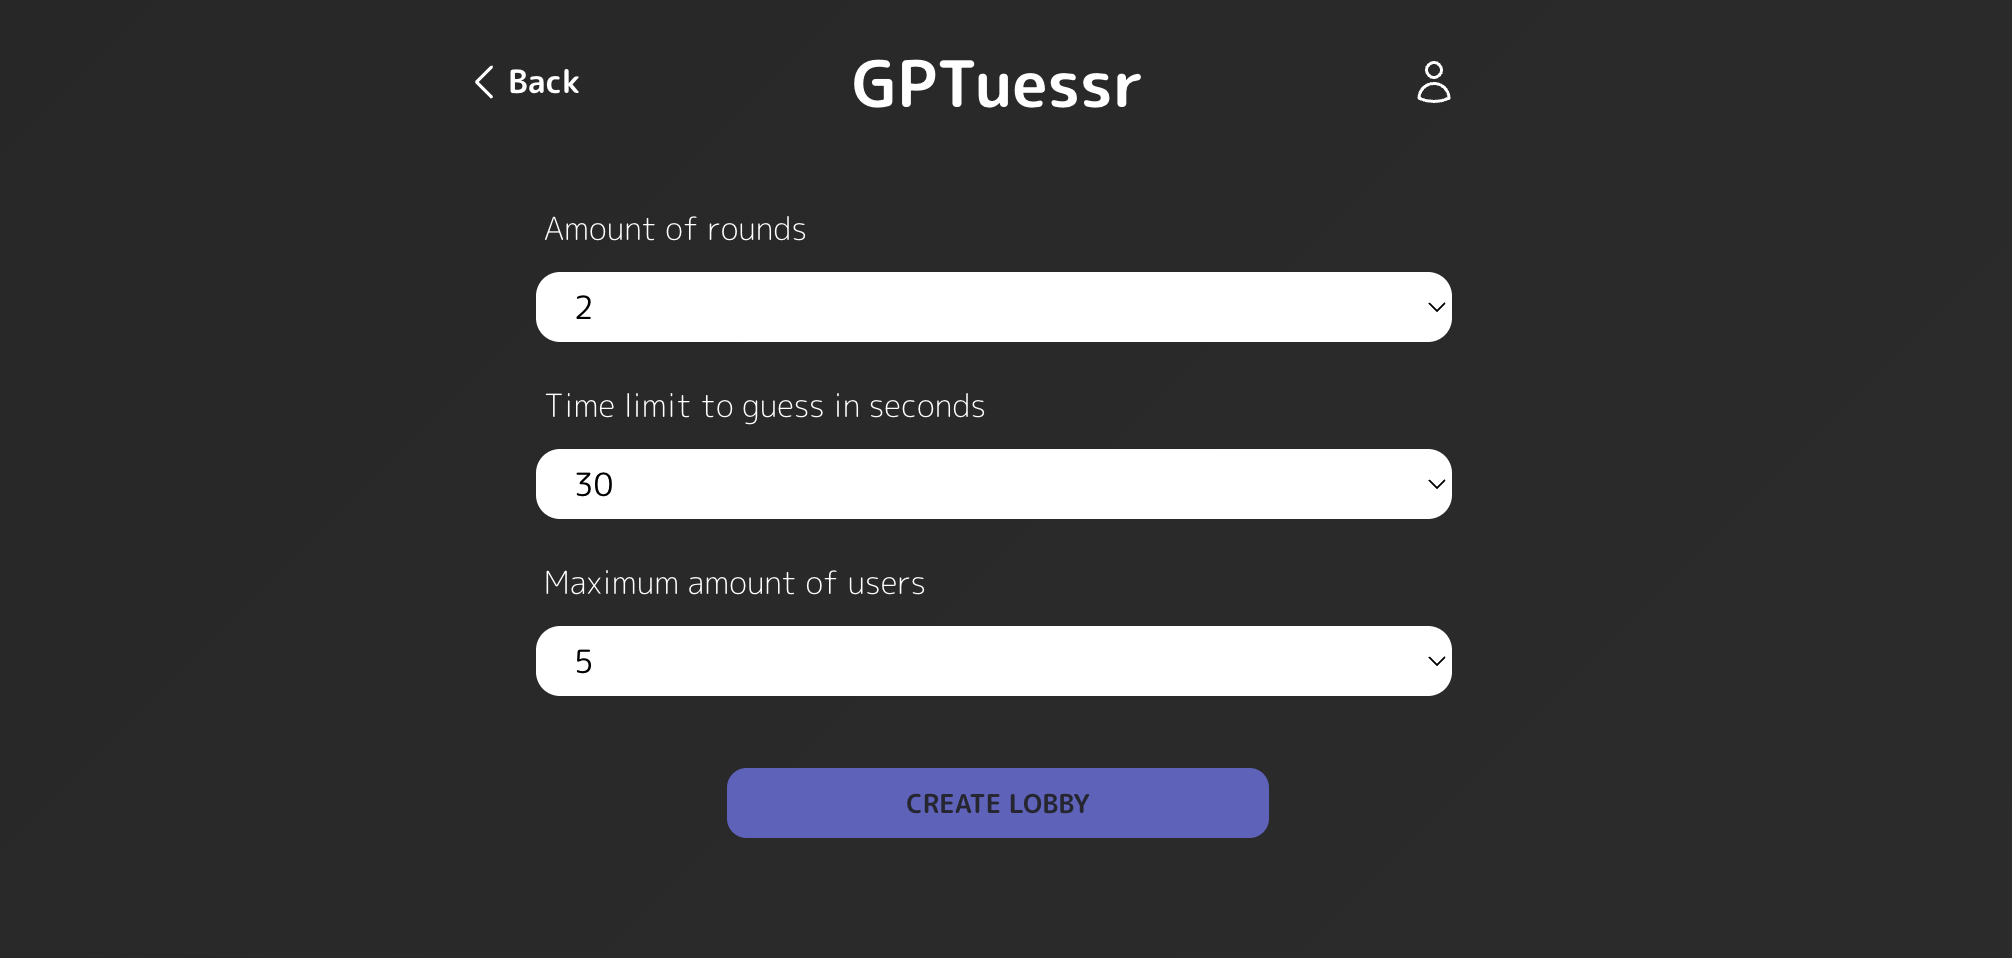 Back
GPTuessr
Amount of rounds
2
Time limit to guess in seconds
30
Maximum amount of users
5
CREATE LOBBY